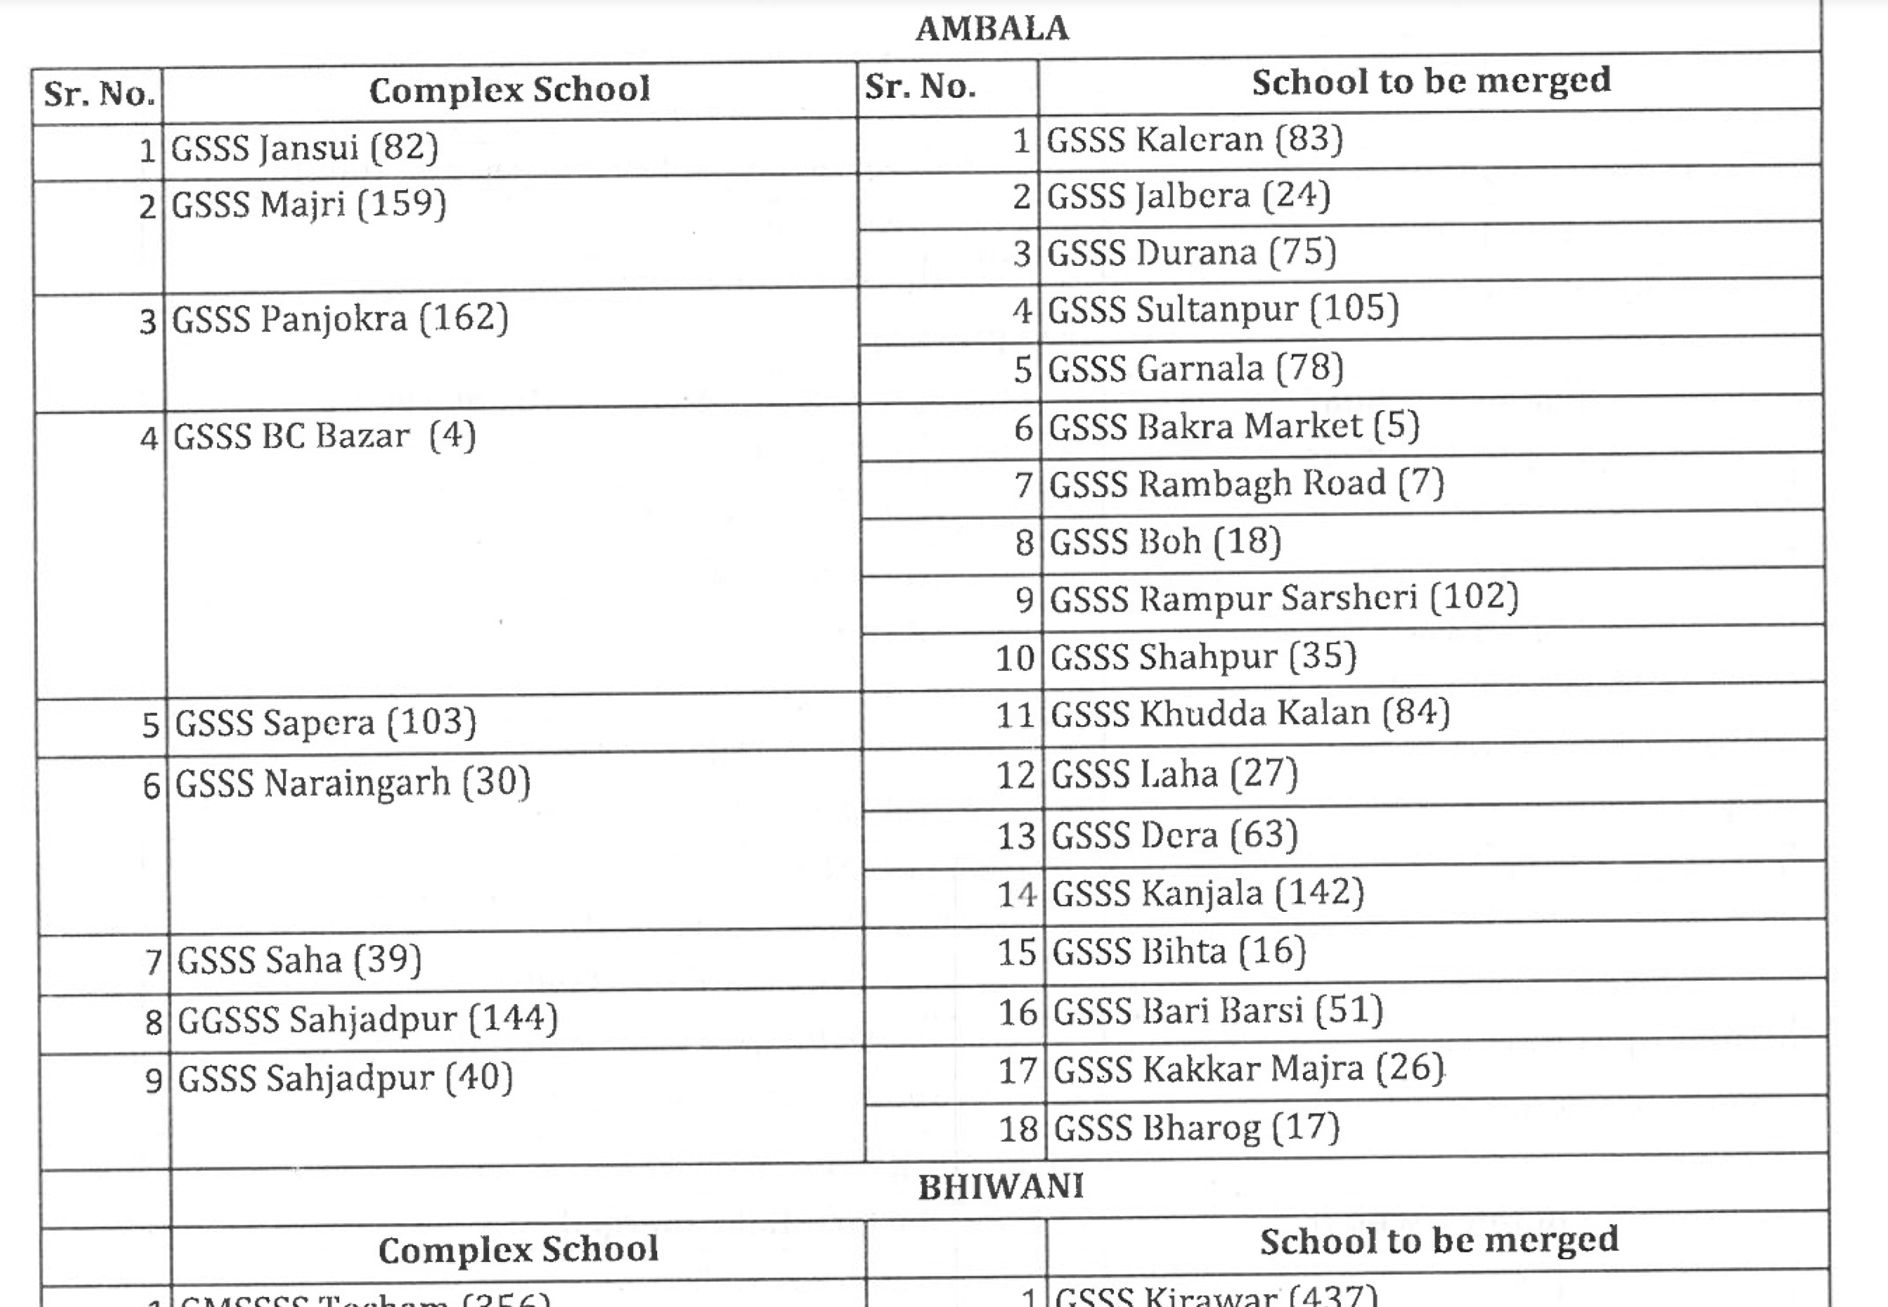 AMBALA
Sr. No. Complex School Sr. No. School to be merged
1 GSSS Jansui (82) 1 GSSS Kaleran (83)
2 GSSS Majri (159) 2 GSSS Jalbera (24)
3 GSSS Durana (75)
3 GSSS Panjokra (162) 4 GSSS Sultanpur (105)
5 GSSS Garnala (78)
4 GSSS BC Bazar (4) 6 GSSS Bakra Market (5)
7 GSSS Rambagh Road (7)
8 GSSS Boh (18)
9 GSSS Rampur Sarsheri (102)
10 GSSS Shahpur (35)
5 GSSS Sapera (103) 11 GSSS Khudda Kalan (84)
6 GSSS Naraingarh (30) 12 GSSS Laha (27)
13 GSSS Dera (63)
14 GSSS Kanjala (142)
7 GSSS Saha (39) 15 GSSS Bihta (16)
8 GGSSS Sahjadpur (144) 16 GSSS Bari Barsi (51)
9 GSSS Sahjadpur (40) 17 GSSS Kakkar Majra (26)
18 GSSS Bharog (17)
BHIWANI
Complex School School to be merged
1 GMSSSS Tosham (356) 1 GSSS Kirawar (437)